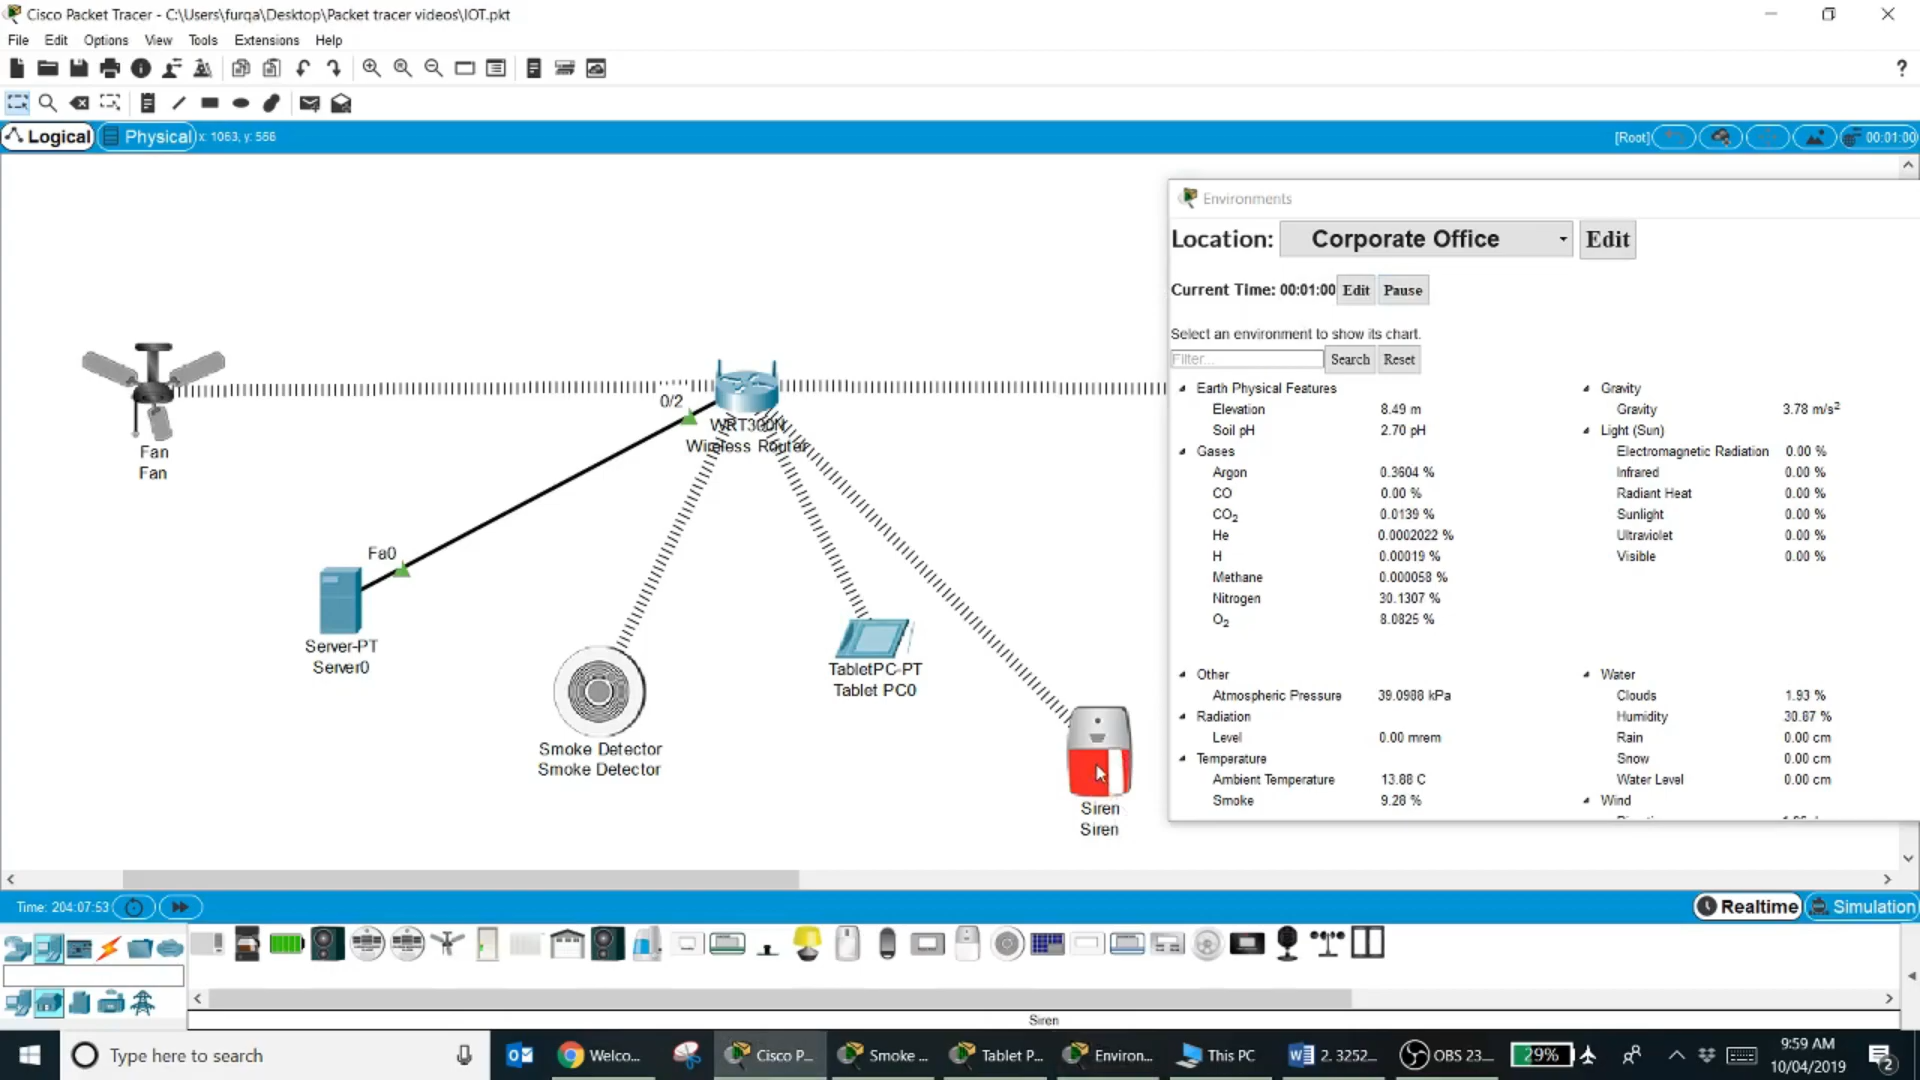 Cisco Packet Tracer - C:\Users\furqa\Desktop\Packet tracer videos\IOT.pkt
File Edit Options View Tools Extensions Help
?
Logical Physical x: 1063, y: 566 [Root] 00:01:00
Environments
Location: Corporate Office Edit
Current Time: 00:01:00 Edit Pause
Select an environment to show its chart.
Filter... Search Reset
Earth Physical Features
Elevation 8.49 m
Soil pH 2.70 pH
Gases
Argon 0.3604 %
CO 0.00 %
CO2 0.0139 %
He 0.0002022 %
H 0.00019 %
Methane 0.000058 %
Nitrogen 30.1307 %
O2 8.0825 %
Gravity
Gravity 3.78 m/s2
Light (Sun)
Electromagnetic Radiation 0.00 %
Infrared 0.00 %
Radiant Heat 0.00 %
Sunlight 0.00 %
Ultraviolet 0.00 %
Visible 0.00 %
Other
Atmospheric Pressure 39.0988 kPa
Radiation
Level 0.00 mrem
Temperature
Ambient Temperature 13.88 C
Smoke 9.28 %
Water
Clouds 1.93 %
Humidity 30.87 %
Rain 0.00 cm
Snow 0.00 cm
Water Level 0.00 cm
Wind
0/2
WRT300N
Wireless Router
Fan
Fan
Fa0
Server-PT
Server0
Smoke Detector
Smoke Detector
TabletPC-PT
Tablet PC0
Siren
Siren
Time: 204:07:53 Realtime Simulation
Siren
Type here to search
Welco...
Cisco P...
Smoke ...
Tablet P...
Environ...
This PC
2. 3252...
OBS 23....
29%
9:59 AM
10/04/2019
2